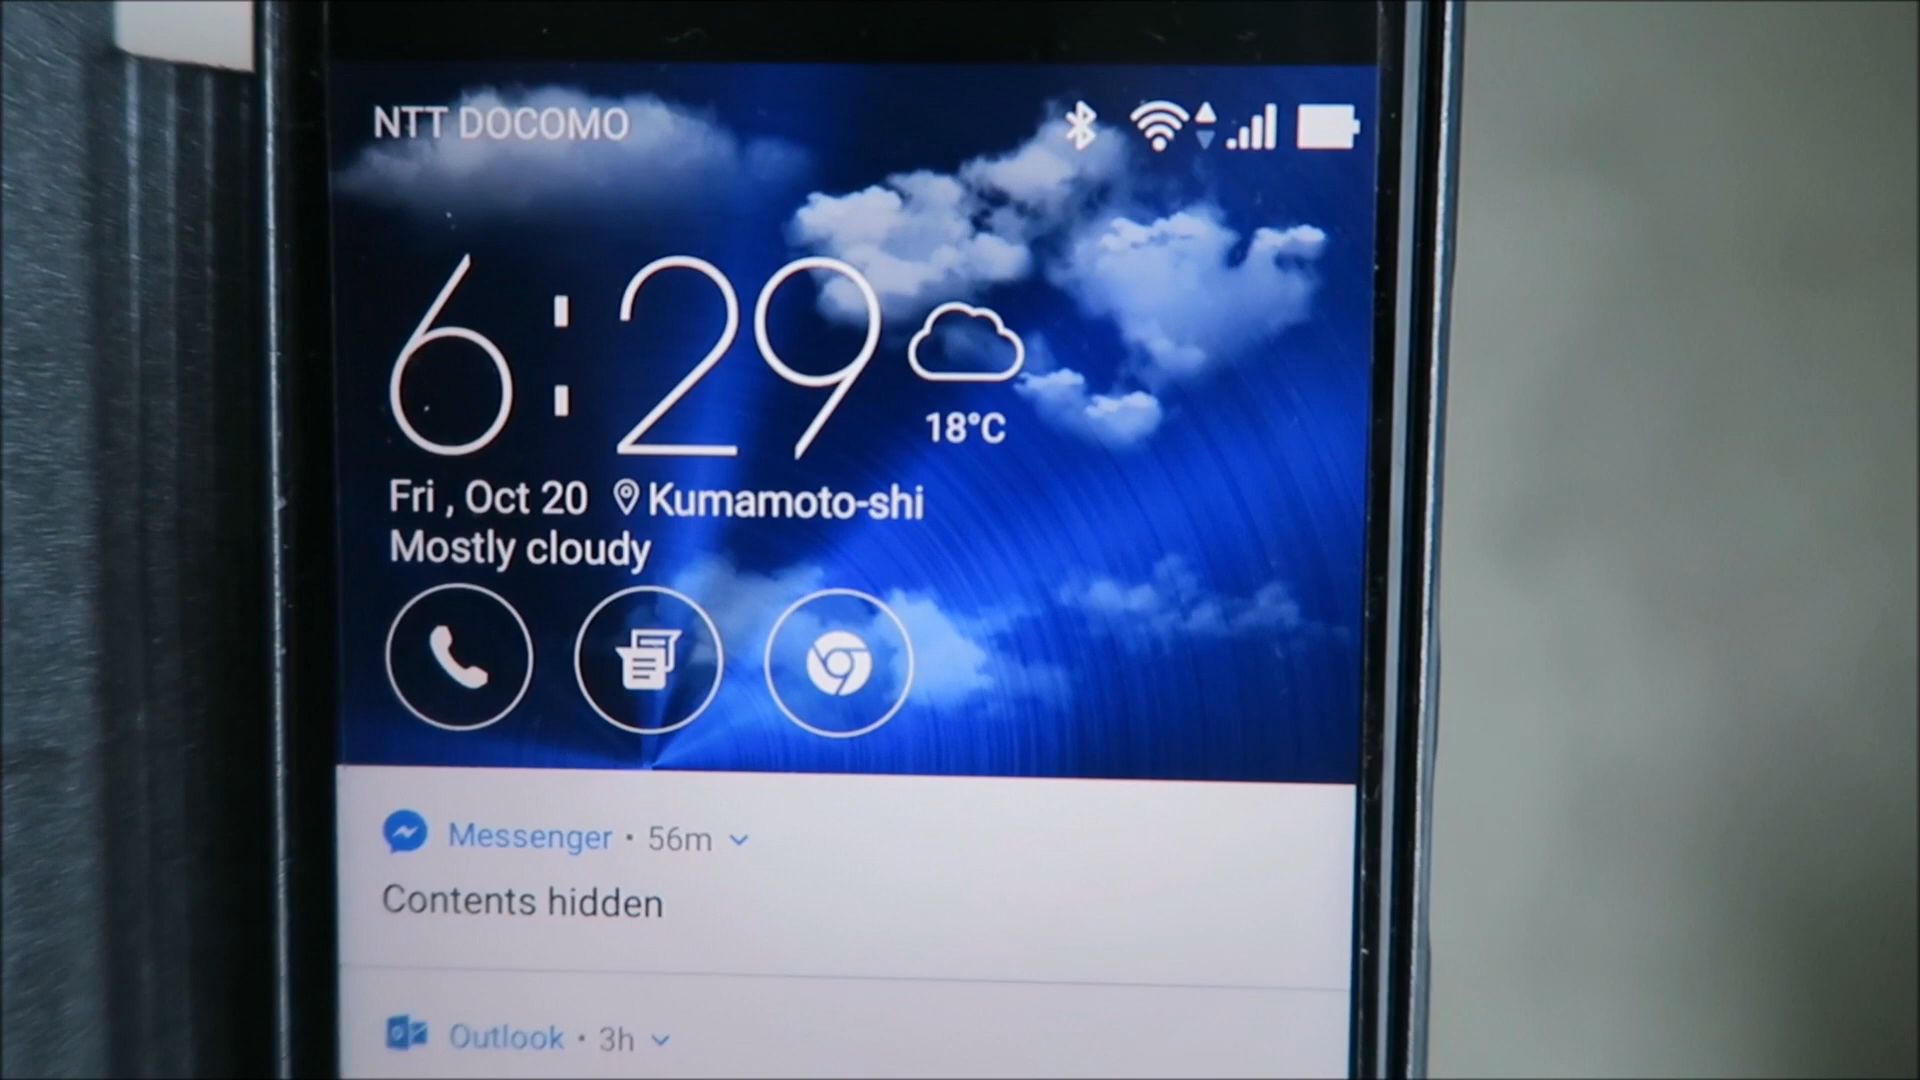 NTT DOCOMO
6:29
18°C
Fri , Oct 20 Kumamoto-shi
Mostly cloudy
Messenger • 56m
Contents hidden
Outlook • 3h